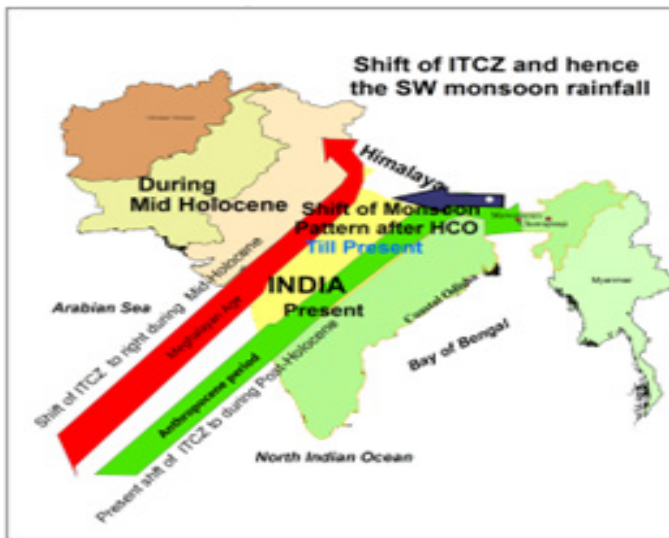 Shift of ITCZ and hence
the SW monsoon rainfall
Himalaya
During
Mid Holocene
Shift of Monsoon
Pattern after HCO
Till Present
INDIA
Present
Arabian Sea
Shift of ITCZ to right during Mid-Holocene
Meghalayan Age
Anthropocene period
Present shift of ITCZ to during Post-Holocene
Coastal Odisha
Bay of Bengal
Myanmar
North Indian Ocean